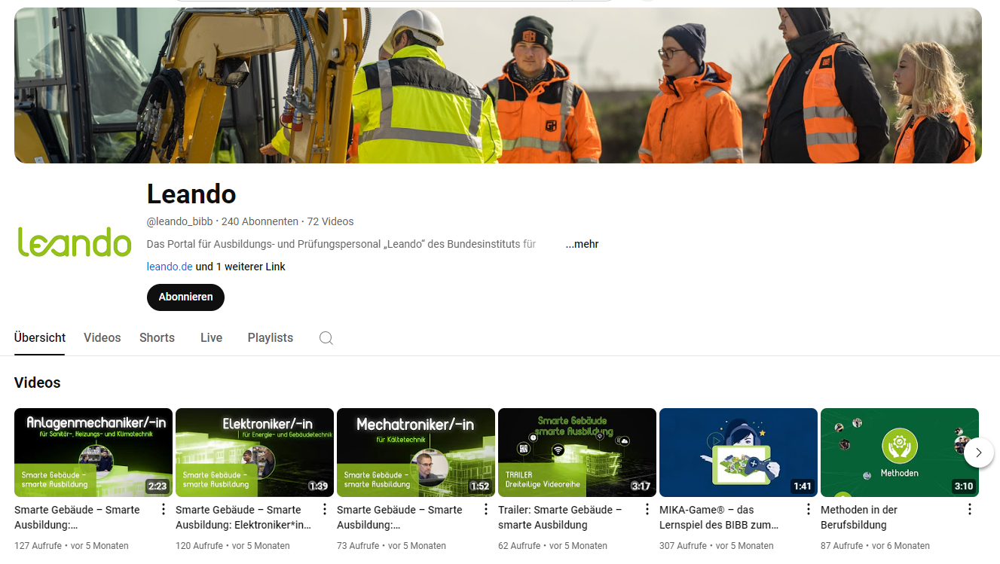 GH
GH
Leando
leando
@leando_bibb · 240 Abonnenten · 72 Videos
Das Portal für Ausbildungs- und Prüfungspersonal „Leando“ des Bundesinstituts für ...mehr
leando.de und 1 weiterer Link
Abonnieren
Übersicht Videos Shorts Live Playlists
Videos
Anlagenmechaniker/-in
für Sanitär-, Heizungs- und Klimatechnik
Smarte Gebäude –
smarte Ausbildung
2:23
Elektroniker/-in
für Energie- und Gebäudetechnik
Smarte Gebäude –
smarte Ausbildung
1:39
Mechatroniker/-in
für Kältetechnik
Smarte Gebäude –
smarte Ausbildung
1:52
Smarte Gebäude
smarte Ausbildung
TRAILER
Dreiteilige Videoreihe
3:17
1:41
Methoden
3:10
Smarte Gebäude – Smarte
Ausbildung:...
127 Aufrufe • vor 5 Monaten
Smarte Gebäude – Smarte
Ausbildung: Elektroniker*in...
120 Aufrufe • vor 5 Monaten
Smarte Gebäude – Smarte
Ausbildung:...
73 Aufrufe • vor 5 Monaten
Trailer: Smarte Gebäude –
smarte Ausbildung
62 Aufrufe • vor 5 Monaten
MIKA-Game® – das
Lernspiel des BIBB zum...
307 Aufrufe • vor 5 Monaten
Methoden in der
Berufsbildung
87 Aufrufe • vor 6 Monaten